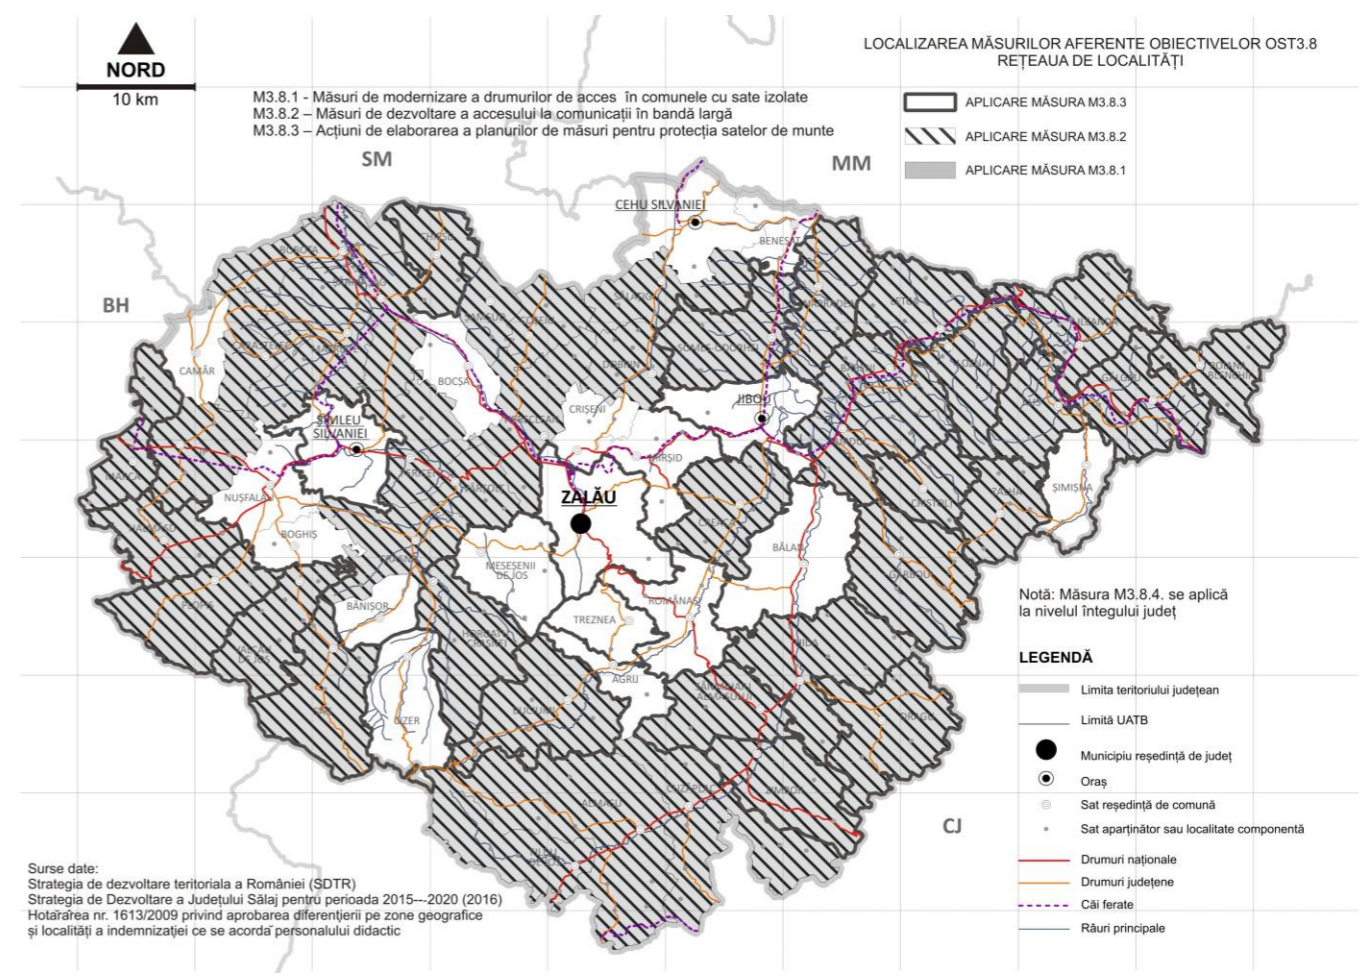 NORD
10 km
LOCALIZAREA MĂSURILOR AFERENTE OBIECTIVELOR OST3.8
REȚEAUA DE LOCALITĂȚI
M3.8.1 - Măsuri de modernizare a drumurilor de acces în comunele cu sate izolate
M3.8.2 – Măsuri de dezvoltare a accesului la comunicații în bandă largă
M3.8.3 – Acțiuni de elaborarea a planurilor de măsuri pentru protecția satelor de munte
APLICARE MĂSURA M3.8.3
APLICARE MĂSURA M3.8.2
APLICARE MĂSURA M3.8.1
SM
MM
BH
CJ
CEHU SILVANIEI
BENESAT
CAMĂR
BOCȘA
CRIȘENI
JIBOU
ȘIMLEU
SILVANIEI
MIRȘID
NUȘFALĂU
BOGHIȘ
ZALĂU
CREACA
BĂLAN
ZALHA
ȘIMIȘNA
MESEȘENII
DE JOS
BĂNIȘOR
TREZNEA
ROMÂNAȘI
AGRIJ
CIZER
ALMAȘU
Notă: Măsura M3.8.4. se aplică
la nivelul întegului județ
LEGENDĂ
Limita teritoriului județean
Limită UATB
Municipiu reședință de județ
Oraș
Sat reședință de comună
Sat aparținător sau localitate componentă
Drumuri naționale
Drumuri județene
Căi ferate
Râuri principale
Surse date:
Strategia de dezvoltare teritoriala a României (SDTR)
Strategia de Dezvoltare a Județului Sălaj pentru perioada 2015---2020 (2016)
Hotărârea nr. 1613/2009 privind aprobarea diferenţierii pe zone geografice
și localități a indemnizaţiei ce se acordă personalului didactic